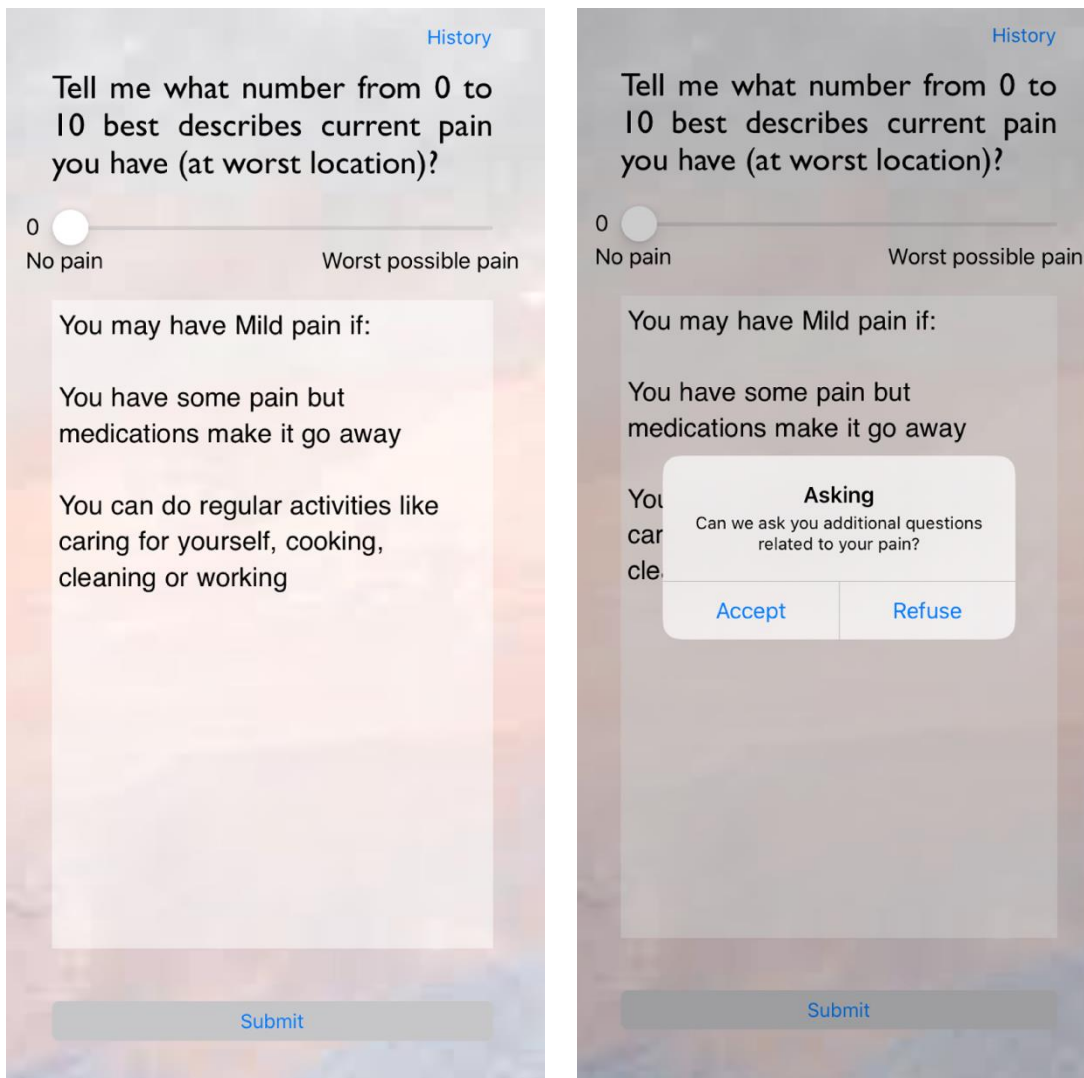 History
Tell me what number from 0 to
10 best describes current pain
you have (at worst location)?
0
No pain Worst possible pain
You may have Mild pain if:
You have some pain but
medications make it go away
You can do regular activities like
caring for yourself, cooking,
cleaning or working
Submit
History
Tell me what number from 0 to
10 best describes current pain
you have (at worst location)?
0
No pain Worst possible pain
You may have Mild pain if:
You have some pain but
medications make it go away
You
car
cle
Asking
Can we ask you additional questions
related to your pain?
Accept Refuse
Submit